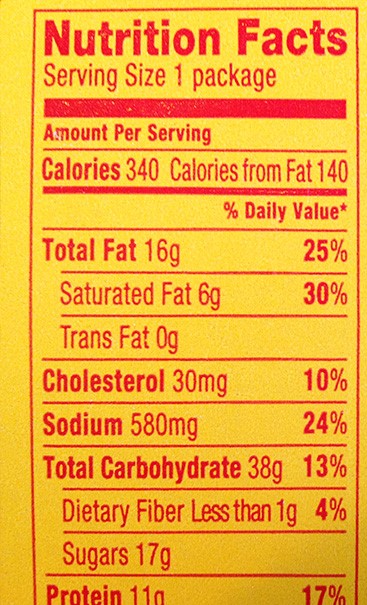 Nutrition Facts
Serving Size 1 package
Amount Per Serving
Calories 340 Calories from Fat 140
% Daily Value*
Total Fat 16g 25%
Saturated Fat 6g 30%
Trans Fat 0g
Cholesterol 30mg 10%
Sodium 580mg 24%
Total Carbohydrate 38g 13%
Dietary Fiber Less than 1g 4%
Sugars 17g
Protein 11g 17%